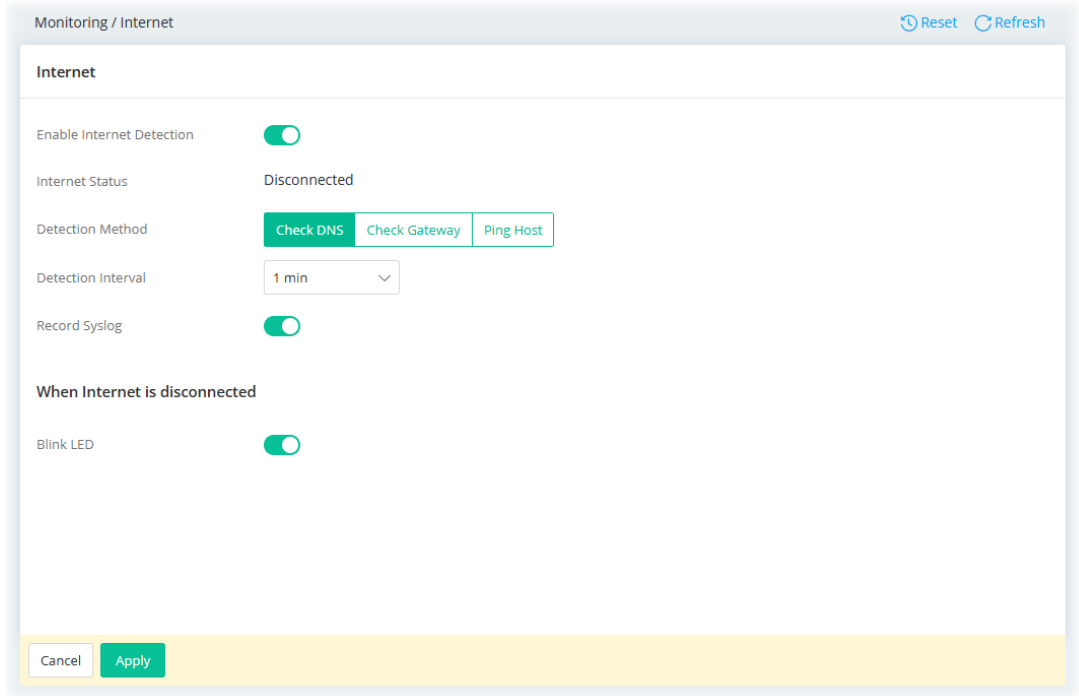 Monitoring / Internet Reset Refresh
Internet
Enable Internet Detection
Internet Status Disconnected
Detection Method Check DNS Check Gateway Ping Host
Detection Interval 1 min
Record Syslog
When Internet is disconnected
Blink LED
Cancel Apply